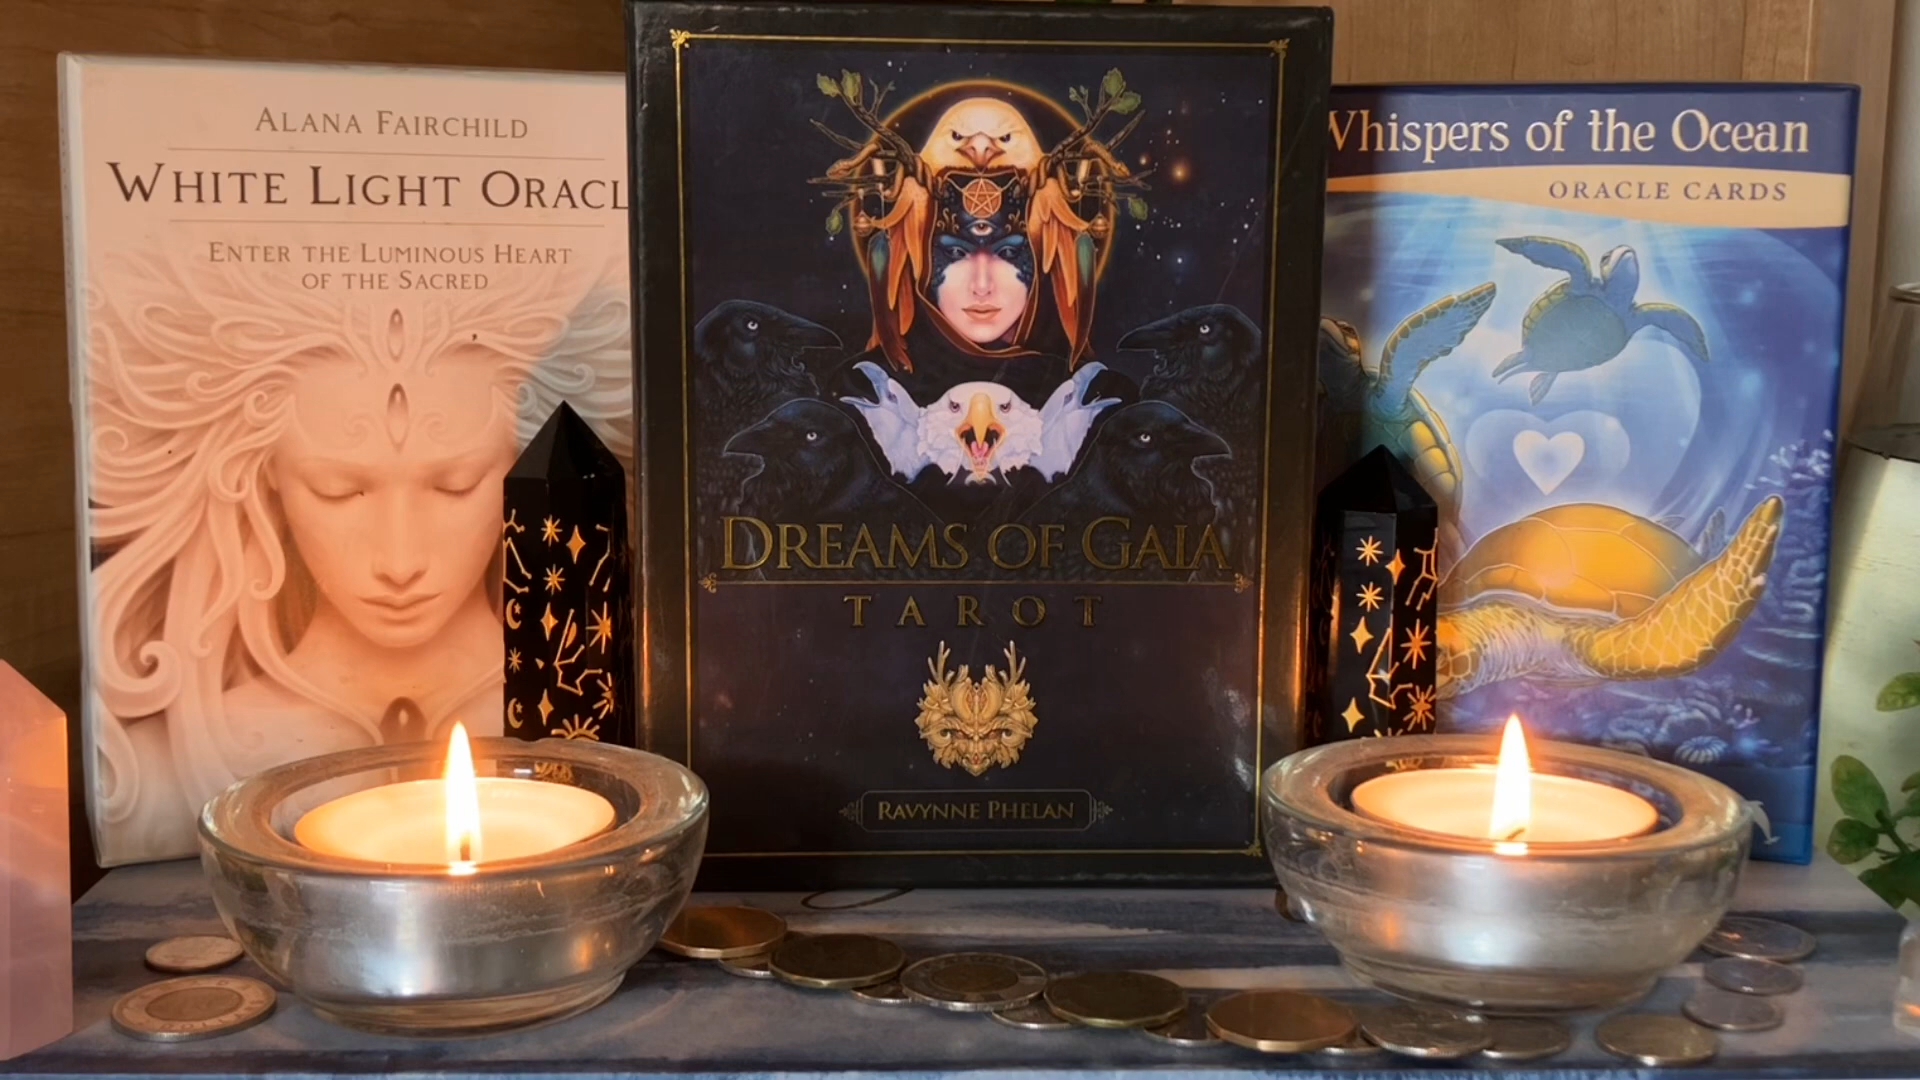 ALANA FAIRCHILD
WHITE LIGHT ORACL
ENTER THE LUMINOUS HEART
OF THE SACRED
DREAMS OF GAIA
TAROT
RAVYNNE PHELAN
Whispers of the Ocean
ORACLE CARDS